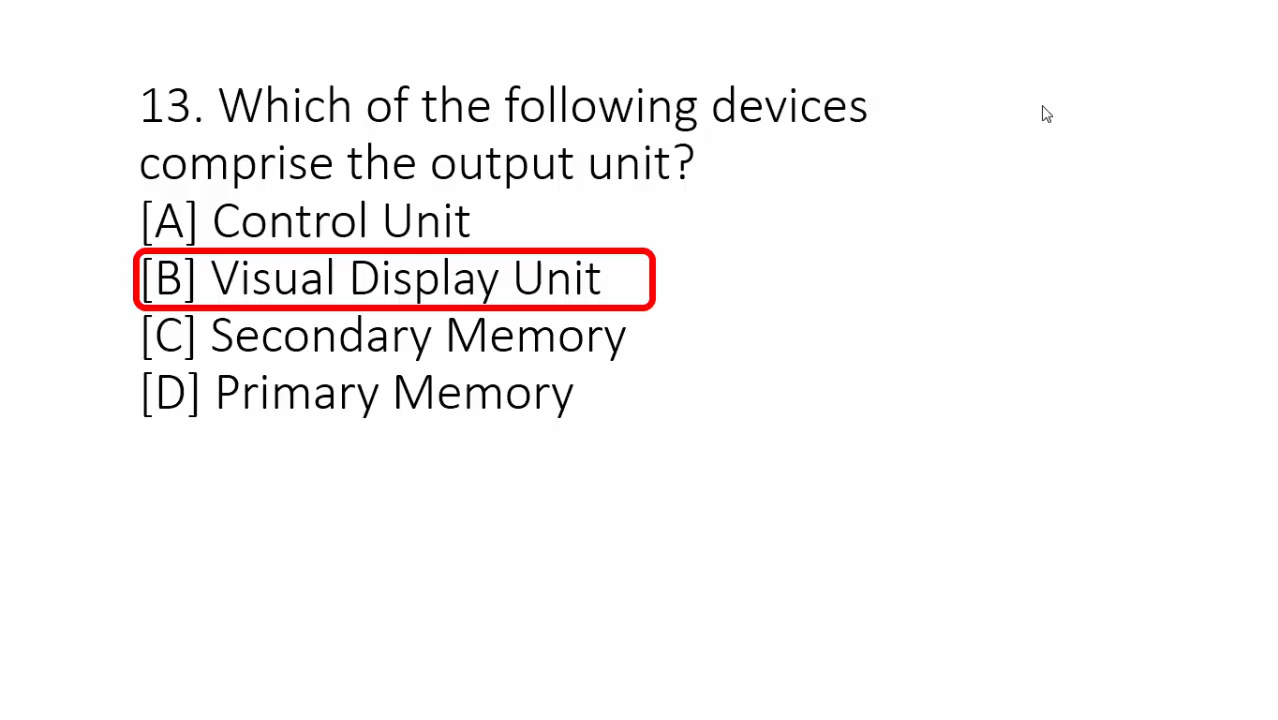 13. Which of the following devices
comprise the output unit?
[A] Control Unit
[B] Visual Display Unit
[C] Secondary Memory
[D] Primary Memory